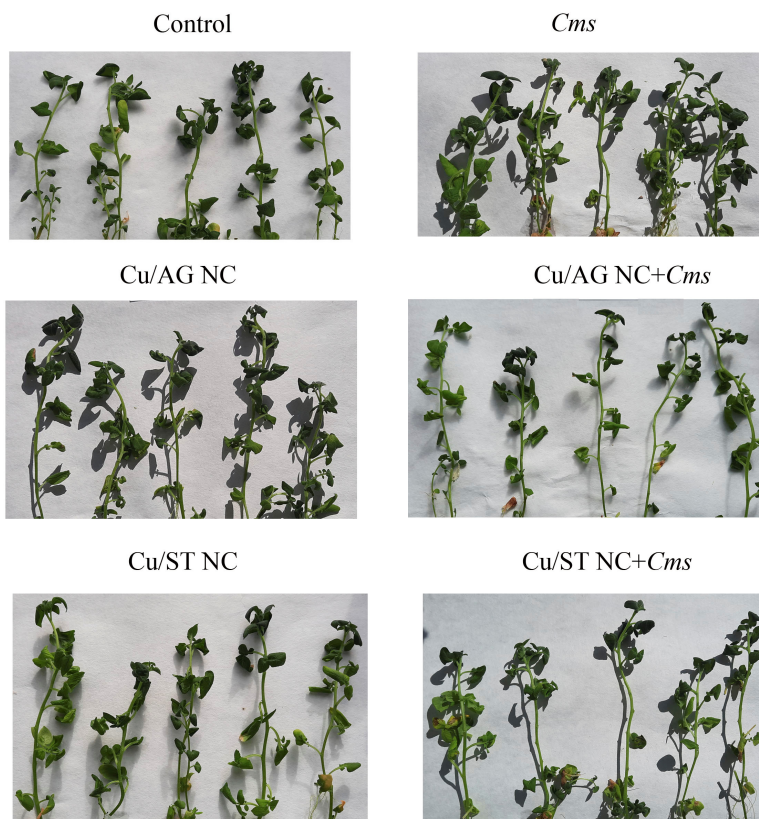 Control
Cms
Cu/AG NC
Cu/AG NC+Cms
Cu/ST NC
Cu/ST NC+Cms